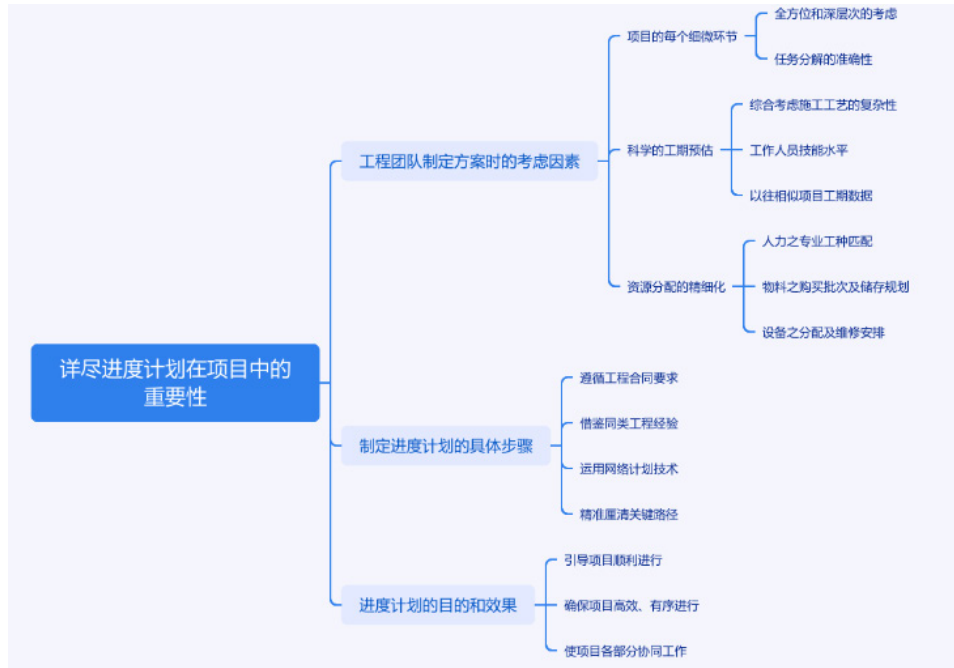 详尽进度计划在项目中的
重要性
工程团队制定方案时的考虑因素
项目的每个细微环节
全方位和深层次的考虑
任务分解的准确性
科学的工期预估
综合考虑施工工艺的复杂性
工作人员技能水平
以往相似项目工期数据
资源分配的精细化
人力之专业工种匹配
物料之购买批次及储存规划
设备之分配及维修安排
制定进度计划的具体步骤
遵循工程合同要求
借鉴同类工程经验
运用网络计划技术
精准厘清关键路径
进度计划的目的和效果
引导项目顺利进行
确保项目高效、有序进行
使项目各部分协同工作